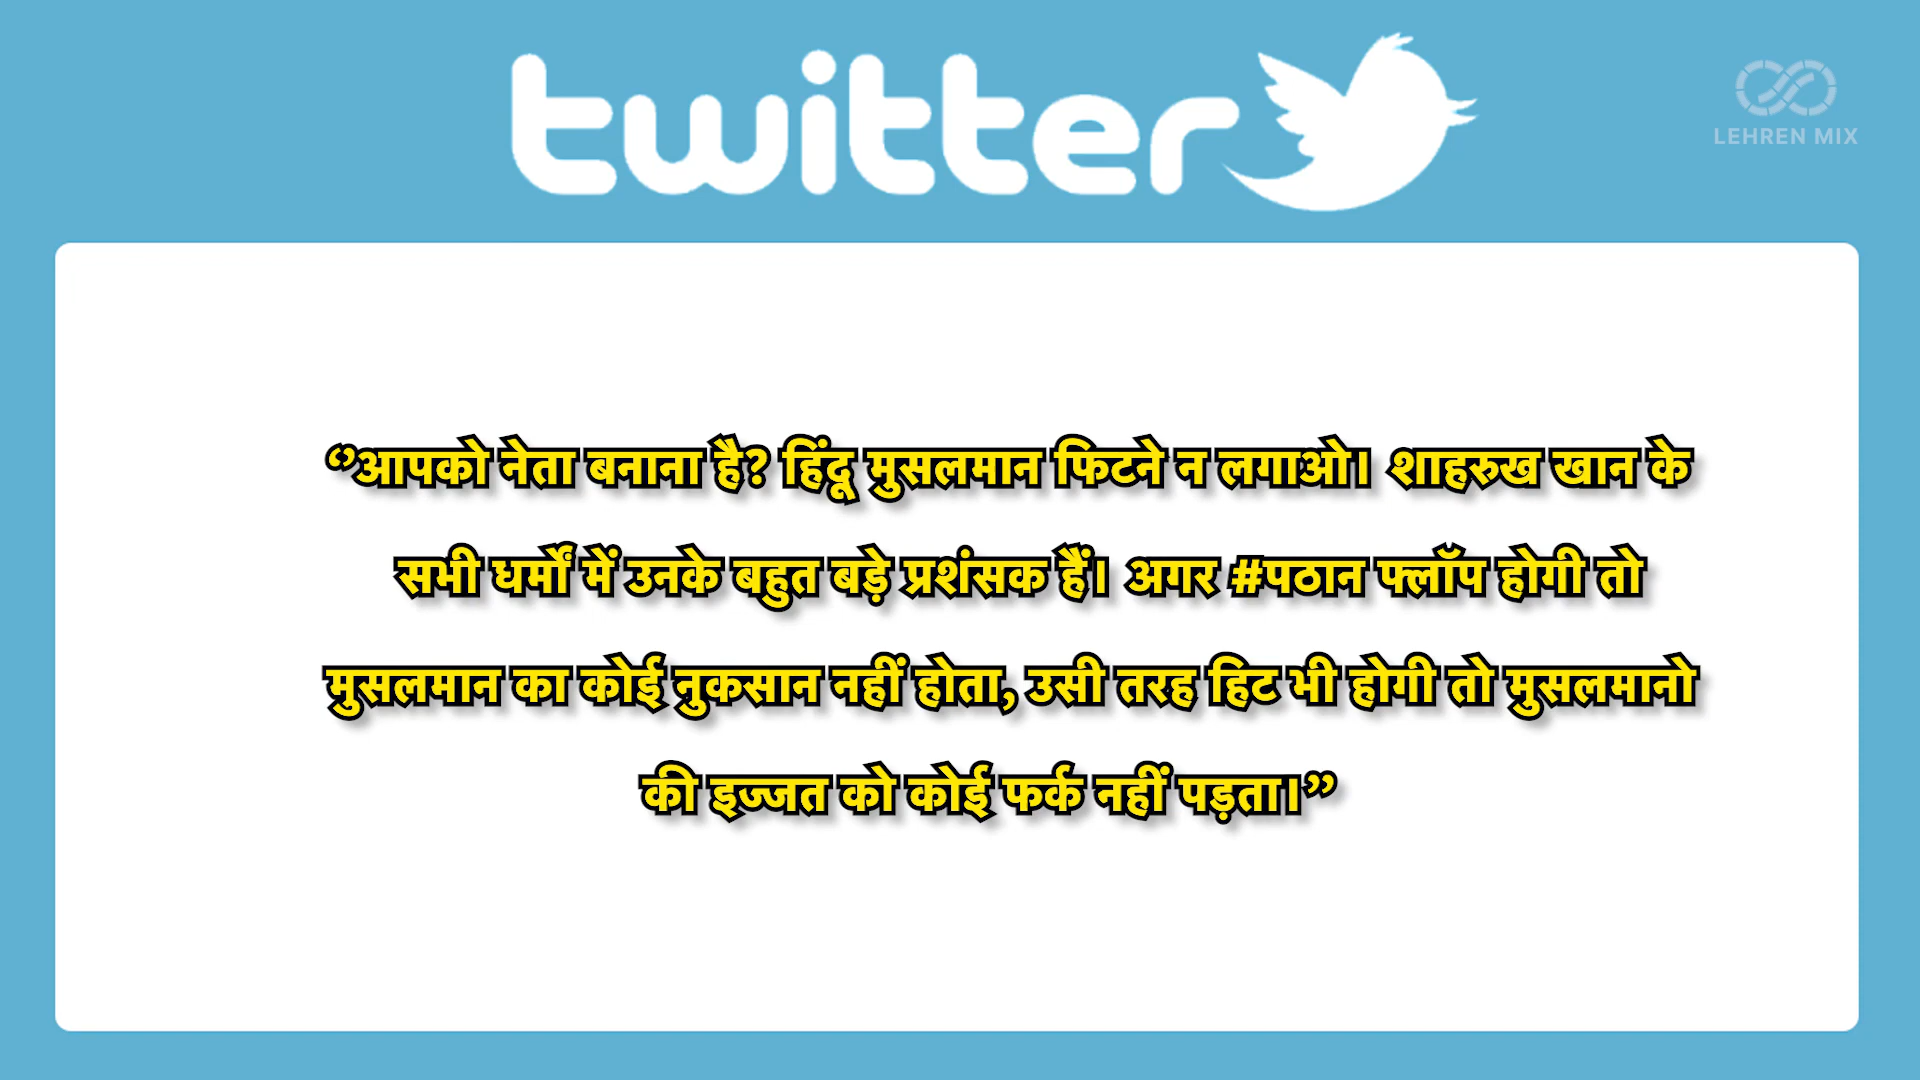 twitter
LEHREN MIX
“आपको नेता बनाना है? हिंदू मुसलमान फिटने न लगाओ। शाहरुख खान के
सभी धर्मों में उनके बहुत बड़े प्रशंसक हैं। अगर #पठान फ्लॉप होगी तो
मुसलमान का कोई नुकसान नहीं होता, उसी तरह हिट भी होगी तो मुसलमानो
की इज्जत को कोई फर्क नहीं पड़ता।”